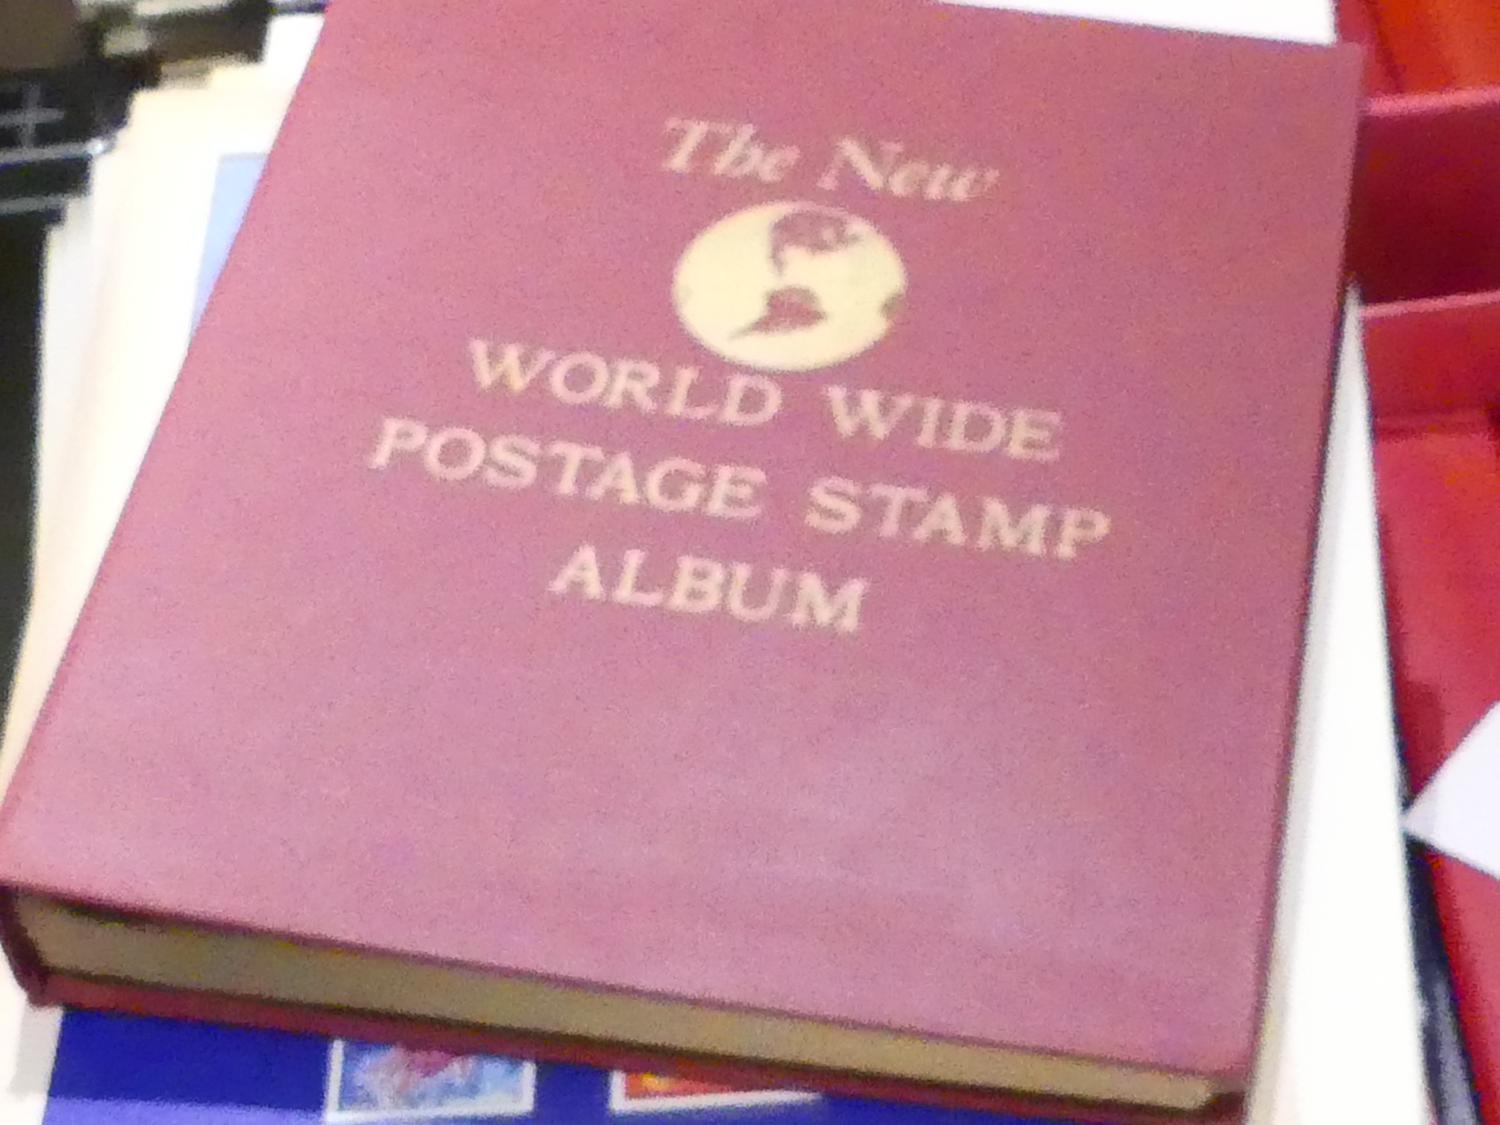 The New
WORLD WIDE
POSTAGE STAMP
ALBUM